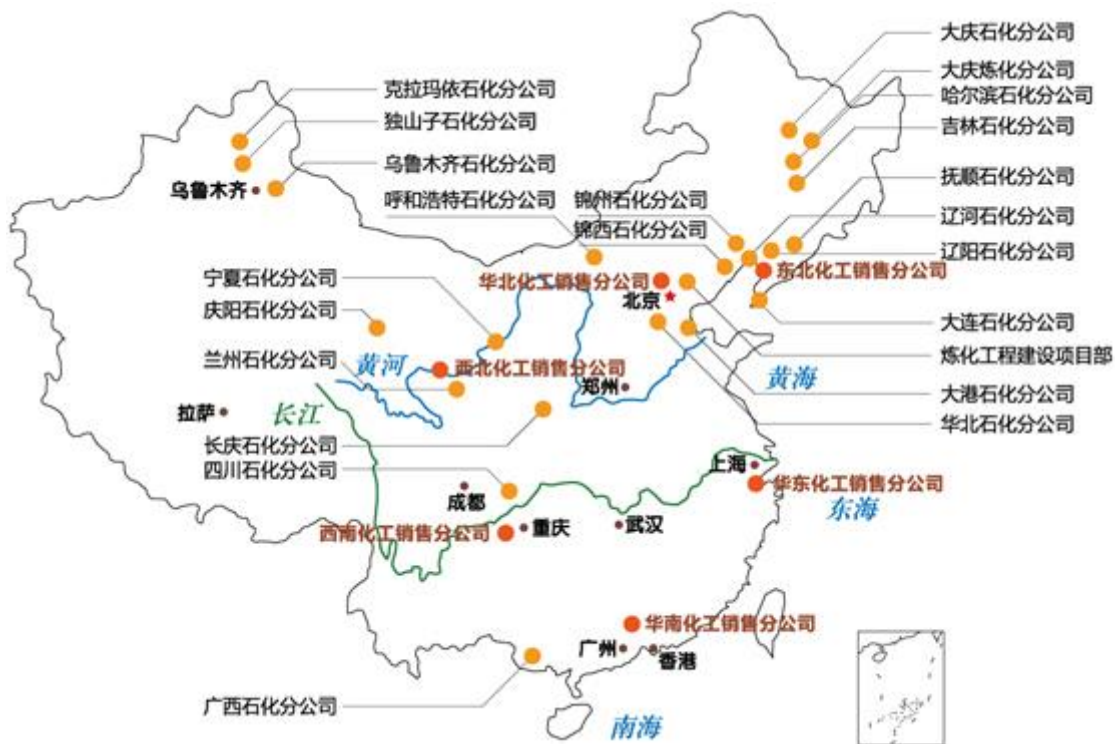 大庆石化分公司
大庆炼化分公司
哈尔滨石化分公司
吉林石化分公司
抚顺石化分公司
辽河石化分公司
辽阳石化分公司
东北化工销售分公司
大连石化分公司
炼化工程建设项目部
大港石化分公司
华北石化分公司
克拉玛依石化分公司
独山子石化分公司
乌鲁木齐石化分公司
乌鲁木齐
呼和浩特石化分公司
锦州石化分公司
锦西石化分公司
华北化工销售分公司
北京
宁夏石化分公司
庆阳石化分公司
兰州石化分公司
黄河
西北化工销售分公司
郑州
黄海
拉萨
长江
长庆石化分公司
四川石化分公司
成都
上海
华东化工销售分公司
东海
西南化工销售分公司
重庆
武汉
华南化工销售分公司
广州
香港
广西石化分公司
南海